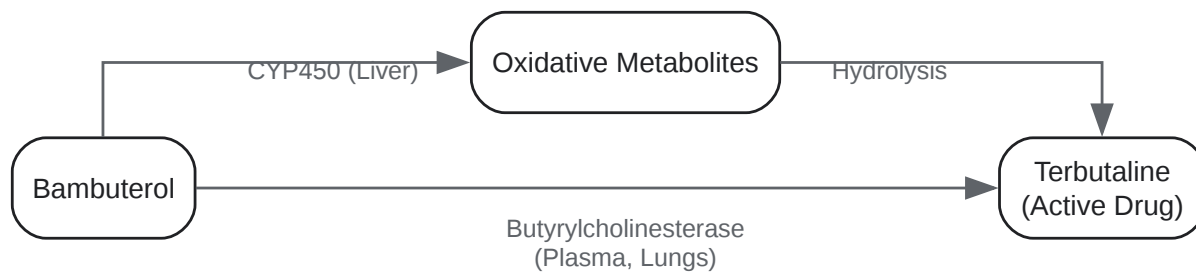 Oxidative Metabolites
CYP450 (Liver)
Hydrolysis
Bambuterol
Terbutaline
(Active Drug)
Butyrylcholinesterase
(Plasma, Lungs)